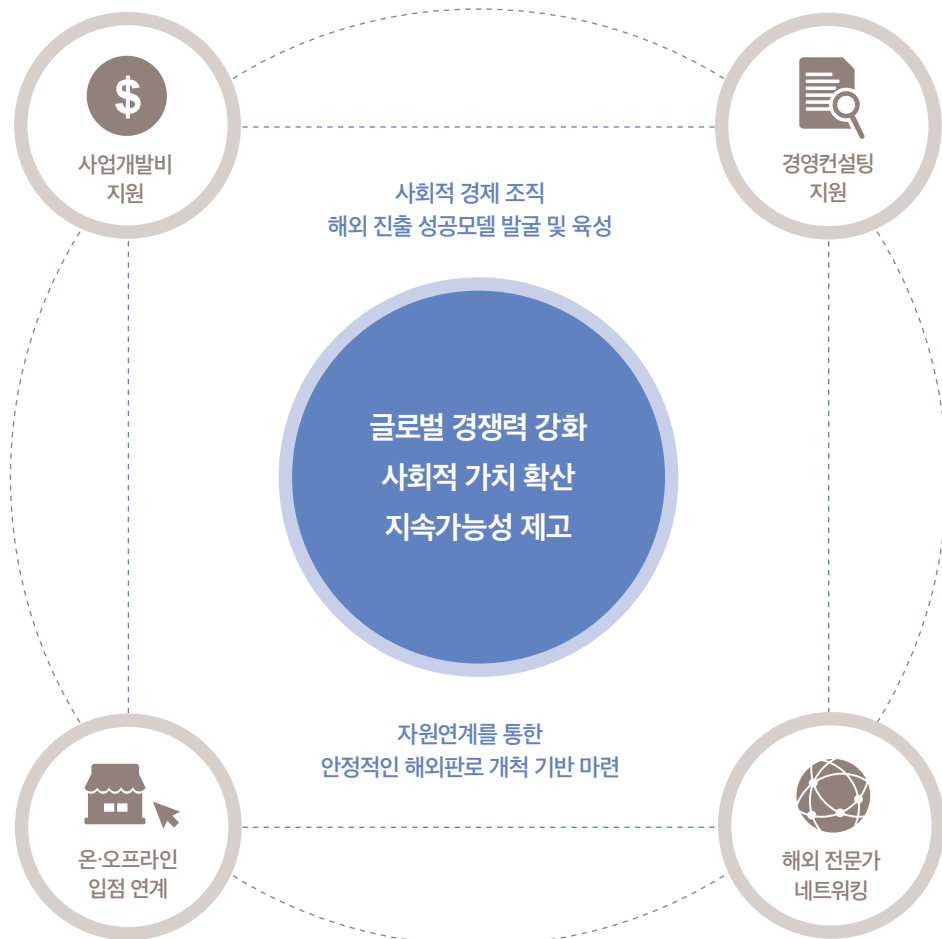 $
사업개발비
지원
경영컨설팅
지원
사회적 경제 조직
해외 진출 성공모델 발굴 및 육성
글로벌 경쟁력 강화
사회적 가치 확산
지속가능성 제고
자원연계를 통한
안정적인 해외판로 개척 기반 마련
온·오프라인
입점 연계
해외 전문가
네트워킹